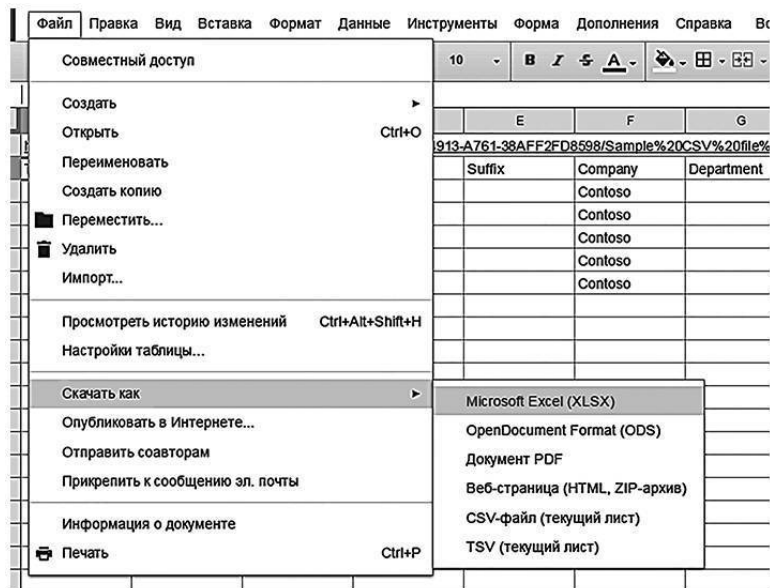 Файл Правка Вид Вставка Формат Данные Инструменты Форма Дополнения Справка
Совместный доступ
10 B I S A
Создать
Открыть Ctrl+O
Переименовать
Создать копию
Переместить...
Удалить
Импорт...
Просмотреть историю изменений Ctrl+Alt+Shift+H
Настройки таблицы...
Скачать как
Опубликовать в Интернете...
Отправить соавторам
Прикрепить к сообщению эл. почты
Информация о документе
Печать Ctrl+P
E F G
913-A761-38AFF2FD8598/Sample%20CSV%20file%
Suffix Company Department
Contoso
Contoso
Contoso
Contoso
Contoso
Microsoft Excel (XLSX)
OpenDocument Format (ODS)
Документ PDF
Веб-страница (HTML, ZIP-архив)
CSV-файл (текущий лист)
TSV (текущий лист)